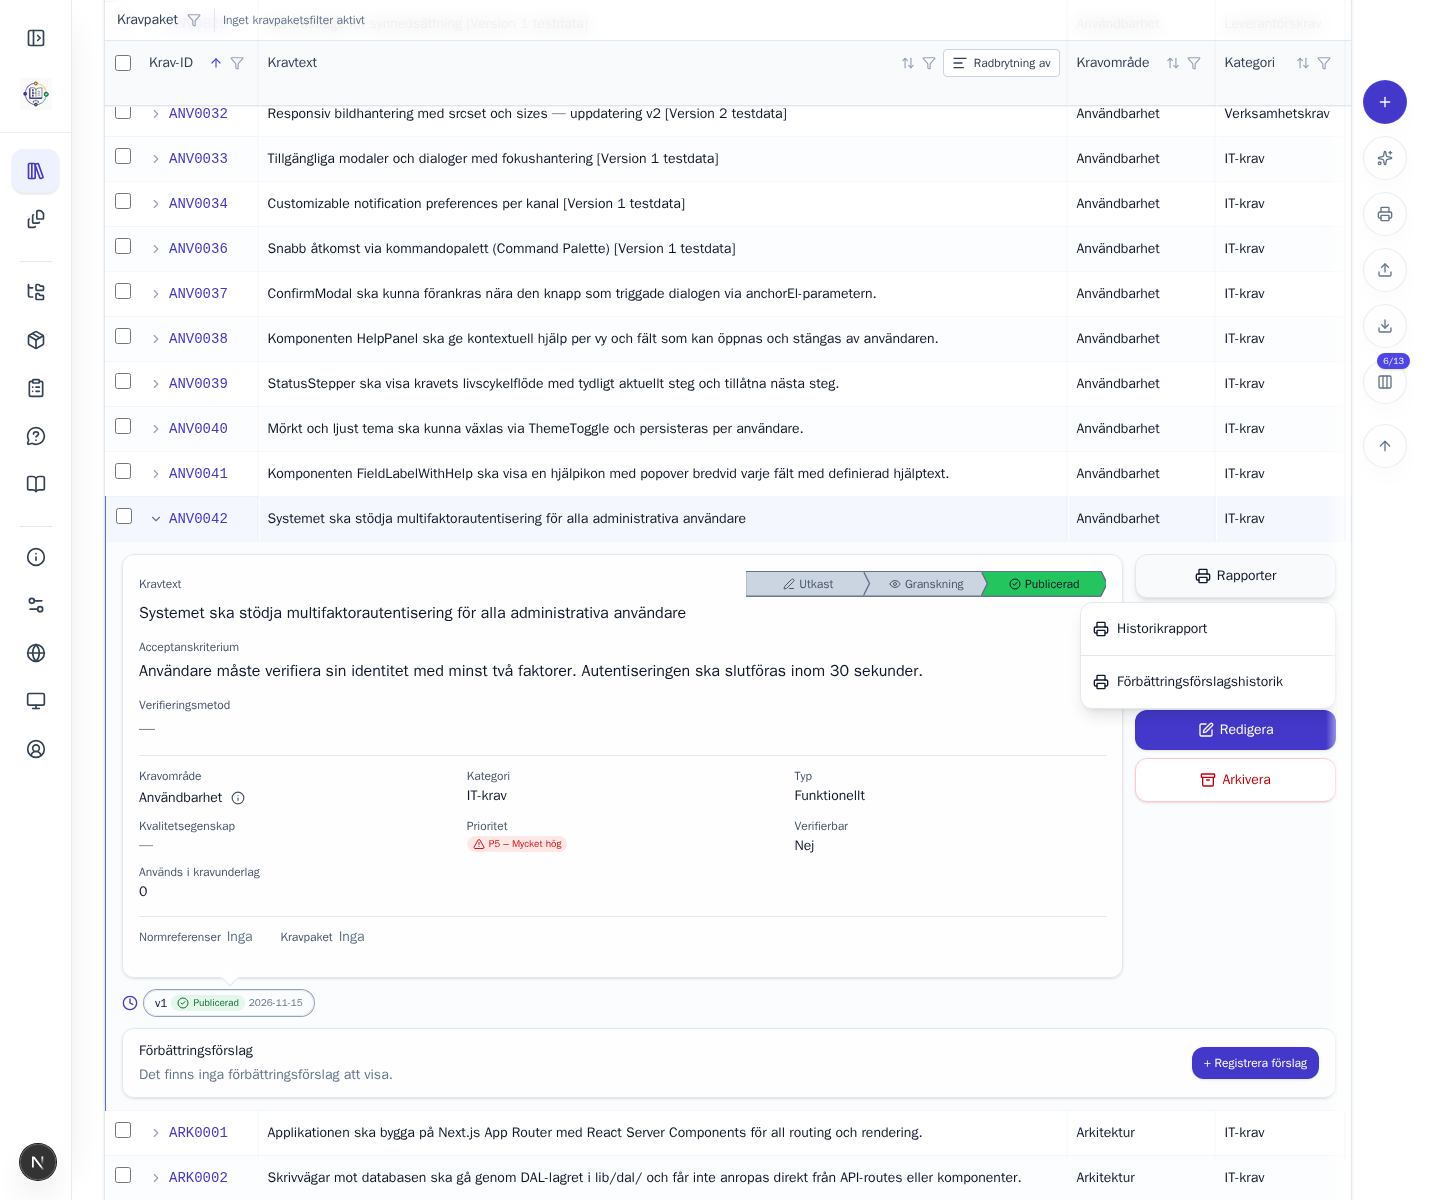 Kravpaket
Inget kravpaketsfilter aktivt
Användbarhet
Leverantörskrav
Krav-ID
Kravtext
Radbrytning av
Kravområde
Kategori
ANV0032 Responsiv bildhantering med srcset och sizes — uppdatering v2 [Version 2 testdata] Användbarhet Verksamhetskrav
ANV0033 Tillgängliga modaler och dialoger med fokushantering [Version 1 testdata] Användbarhet IT-krav
ANV0034 Customizable notification preferences per kanal [Version 1 testdata] Användbarhet IT-krav
ANV0036 Snabb åtkomst via kommandopalett (Command Palette) [Version 1 testdata] Användbarhet IT-krav
ANV0037 ConfirmModal ska kunna förankras nära den knapp som triggade dialogen via anchorEl-parametern. Användbarhet IT-krav
ANV0038 Komponenten HelpPanel ska ge kontextuell hjälp per vy och fält som kan öppnas och stängas av användaren. Användbarhet IT-krav
ANV0039 StatusStepper ska visa kravets livscykelflöde med tydligt aktuellt steg och tillåtna nästa steg. Användbarhet IT-krav
ANV0040 Mörkt och ljust tema ska kunna växlas via ThemeToggle och persisteras per användare. Användbarhet IT-krav
ANV0041 Komponenten FieldLabelWithHelp ska visa en hjälpikon med popover bredvid varje fält med definierad hjälptext. Användbarhet IT-krav
ANV0042 Systemet ska stödja multifaktorautentisering för alla administrativa användare Användbarhet IT-krav
Kravtext
Utkast
Granskning
Publicerad
Systemet ska stödja multifaktorautentisering för alla administrativa användare
Acceptanskriterium
Användare måste verifiera sin identitet med minst två faktorer. Autentiseringen ska slutföras inom 30 sekunder.
Verifieringsmetod
—
Kravområde
Användbarhet
Kategori
IT-krav
Typ
Funktionellt
Kvalitetsegenskap
—
Prioritet
P5 – Mycket hög
Verifierbar
Nej
Används i kravunderlag
0
Normreferenser Inga
Kravpaket Inga
Rapporter
Historikrapport
Förbättringsförslagshistorik
Redigera
Arkivera
v1 Publicerad 2026-11-15
Förbättringsförslag
Det finns inga förbättringsförslag att visa.
+ Registrera förslag
ARK0001 Applikationen ska bygga på Next.js App Router med React Server Components för all routing och rendering. Arkitektur IT-krav
ARK0002 Skrivvägar mot databasen ska gå genom DAL-lagret i lib/dal/ och får inte anropas direkt från API-routes eller komponenter. Arkitektur IT-krav
6/13
N